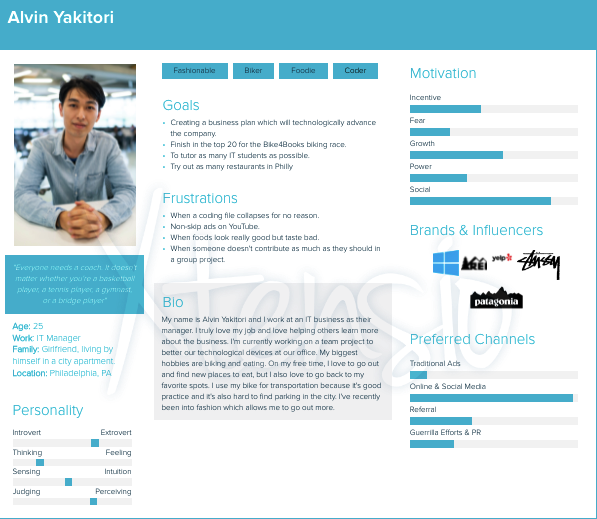 Alvin Yakitori
"Everyone needs a coach. It doesn't
matter whether you're a basketball
player, a tennis player, a gymnast,
or a bridge player"
Age: 25
Work: IT Manager
Family: Girlfriend, living by
himself in a city apartment.
Location: Philadelphia, PA
Personality
Introvert Extrovert
Thinking Feeling
Sensing Intuition
Judging Perceiving
Fashionable Biker Foodie Coder
Goals
Creating a business plan which will technologically advance
the company.
Finish in the top 20 for the Bike4Books biking race.
To tutor as many IT students as possible.
Try out as many restaurants in Philly
Frustrations
When a coding file collapses for no reason.
Non-skip ads on YouTube.
When foods look really good but taste bad.
When someone doesn't contribute as much as they should in
a group project.
Bio
My name is Alvin Yakitori and I work at an IT business as their
manager. I truly love my job and love helping others learn more
about the business. I'm currently working on a team project to
better our technological devices at our office. My biggest
hobbies are biking and eating. On my free time, I love to go out
and find new places to eat, but I also love to go back to my
favorite spots. I use my bike for transportation because it's good
practice and it's also hard to find parking in the city. I've recently
been into fashion which allows me to go out more.
Motivation
Incentive
Fear
Growth
Power
Social
Brands & Influencers
yelp
patagonia
Preferred Channels
Traditional Ads
Online & Social Media
Referral
Guerrilla Efforts & PR
Xtensio